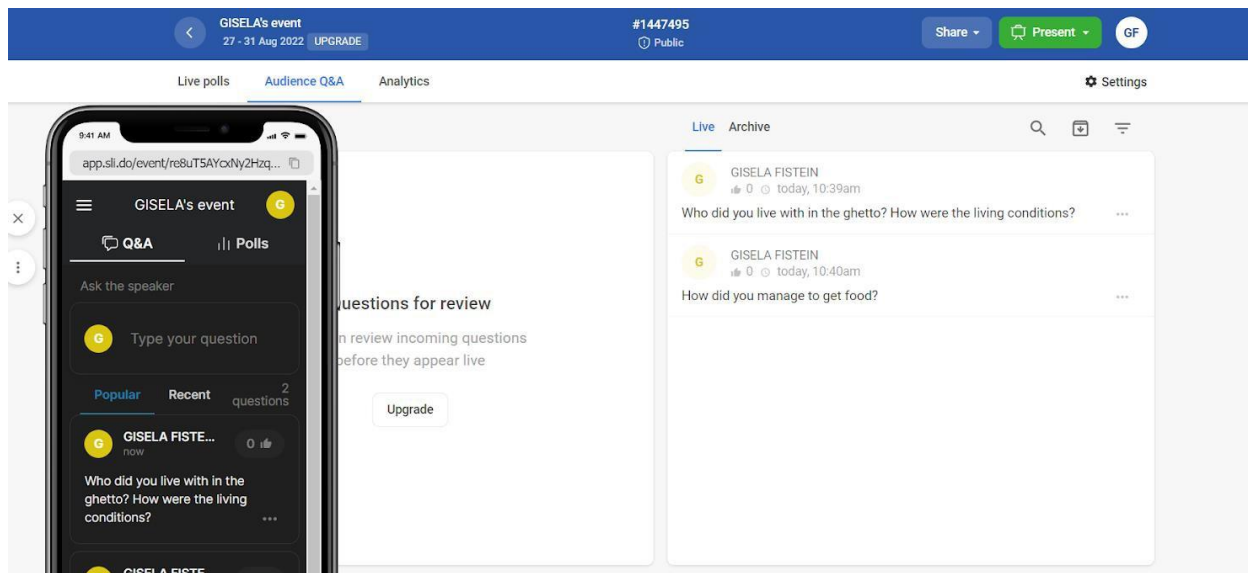 GISELA's event
27 - 31 Aug 2022 UPGRADE
#1447495
Public
Share
Present
GF
Live polls
Audience Q&A
Analytics
Settings
9:41 AM
app.sli.do/event/re8uT5AYcxNy2Hzq...
GISELA's event
G
Q&A
Polls
Ask the speaker
G
Type your question
Popular
Recent
2
questions
G
GISELA FISTE...
0
now
Who did you live with in the
ghetto? How were the living
conditions?
GISELA FISTE
uestions for review
n review incoming questions
before they appear live
Upgrade
Live
Archive
G
GISELA FISTEIN
0 today, 10:39am
Who did you live with in the ghetto? How were the living conditions?
G
GISELA FISTEIN
0 today, 10:40am
How did you manage to get food?